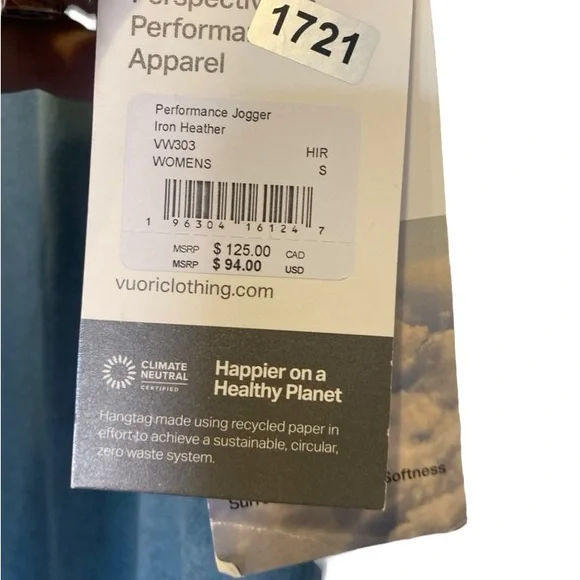 1721
Apparel
Performance Jogger
Iron Heather
VW303 HIR
WOMENS S
1 96304 16124 7
MSRP $ 125.00 CAD
MSRP $ 94.00 USD
vuoriclothing.com
CLIMATE
NEUTRAL
CERTIFIED
Happier on a
Healthy Planet
Hangtag made using recycled paper in
effort to achieve a sustainable, circular,
zero waste system.
Softness